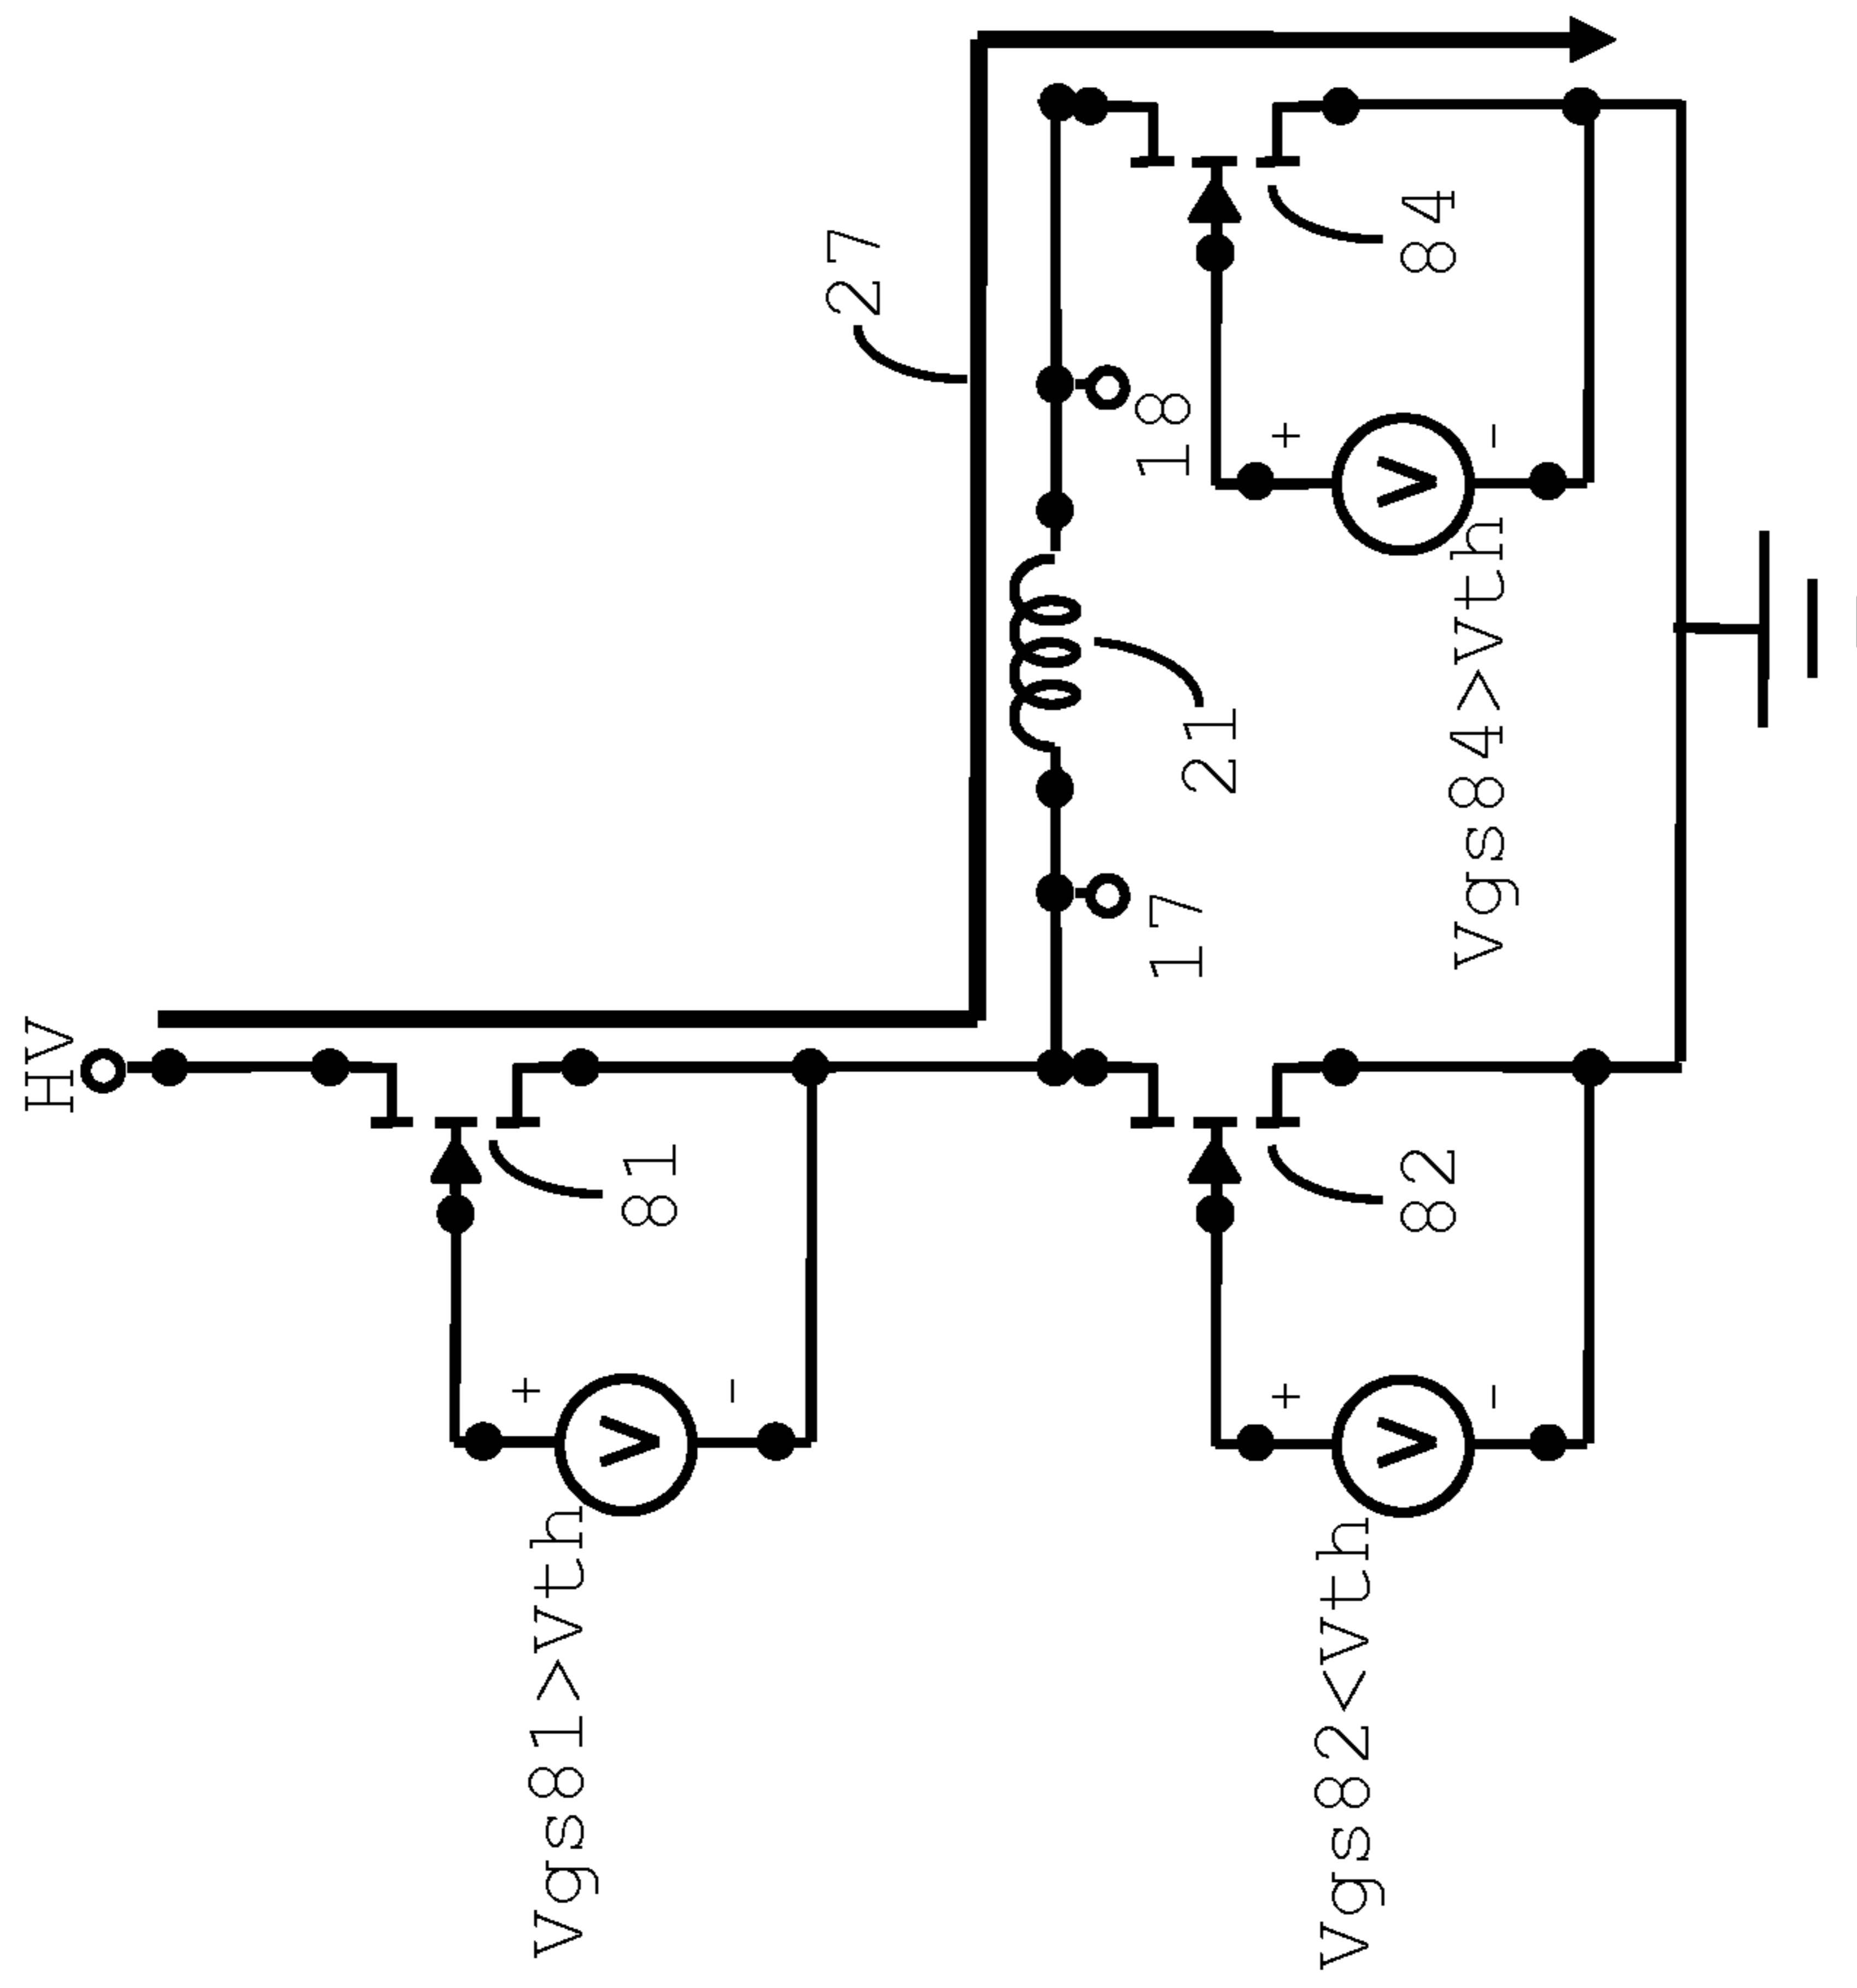 HV
27
84
18
+
V
-
Vgs84>Vth
21
17
81
82
+
V
-
Vgs81>Vth
+
V
-
Vgs82<Vth